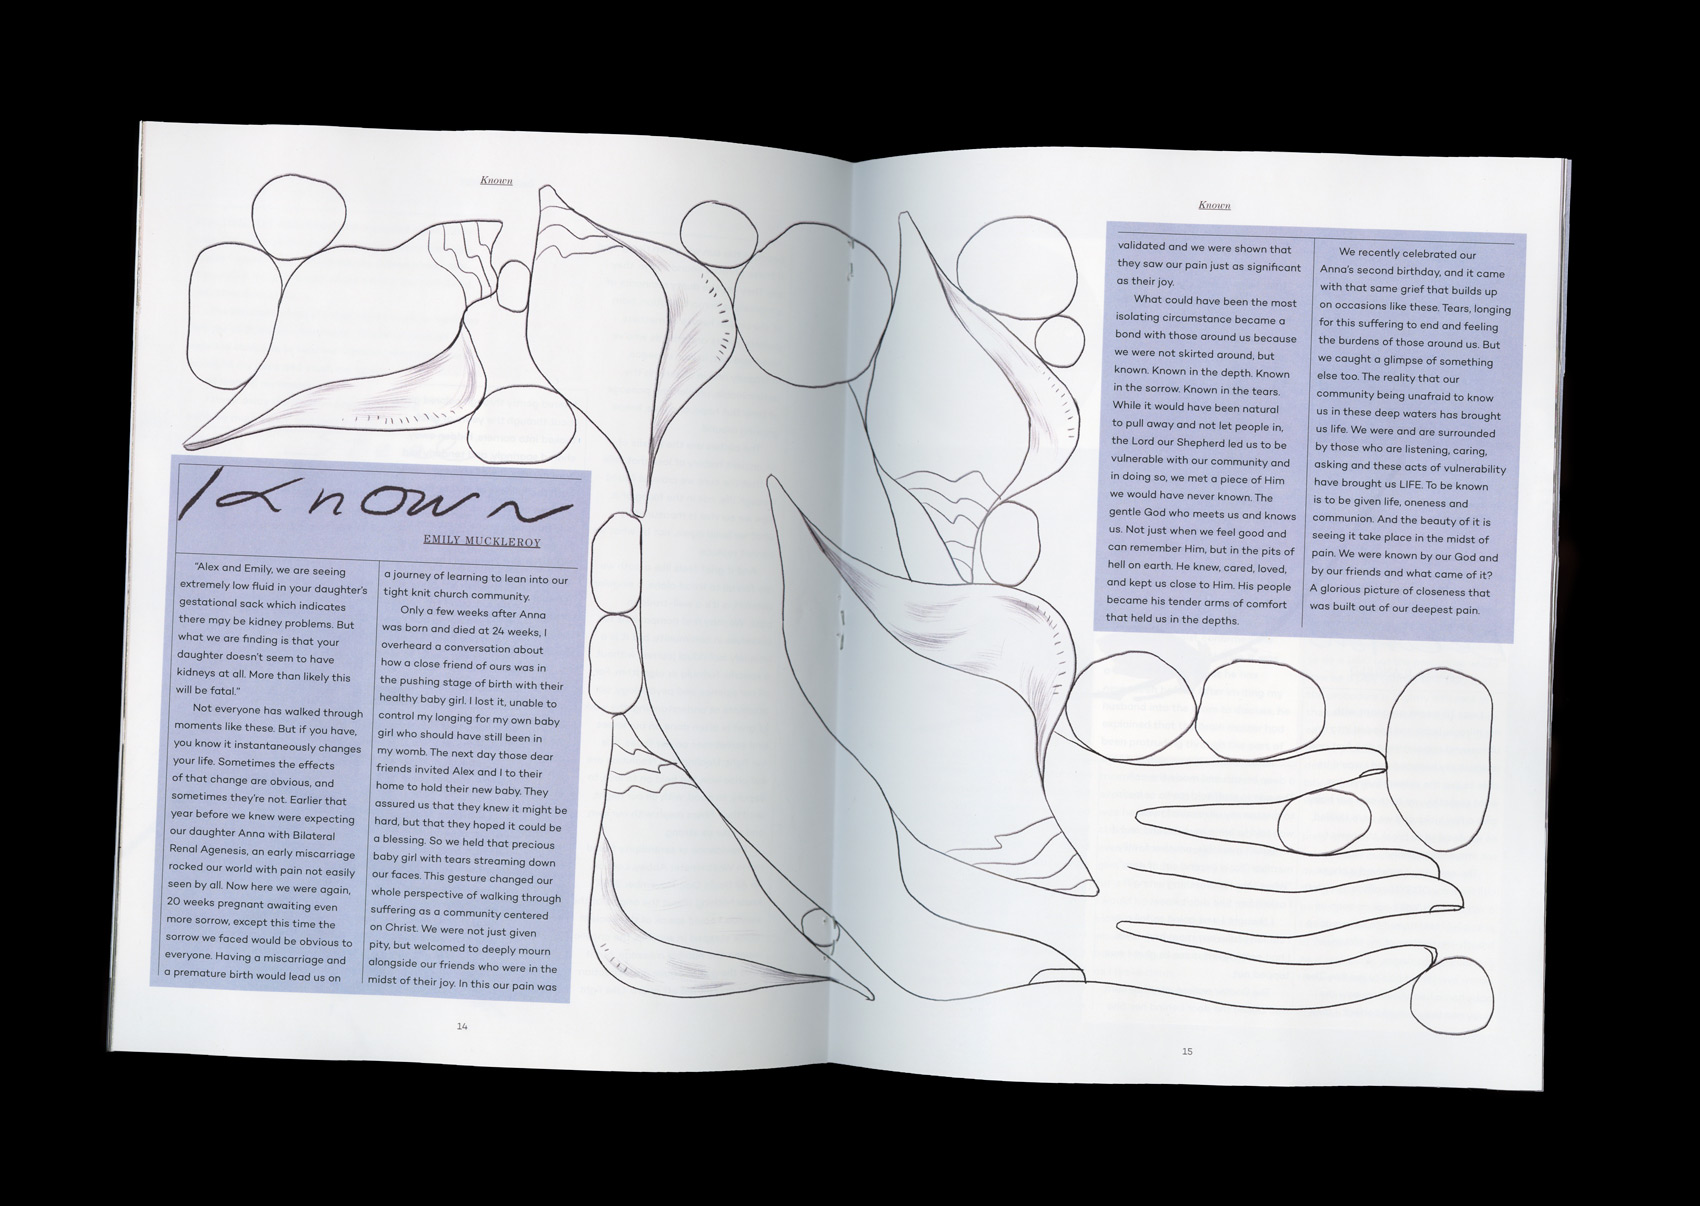 Known
Known
EMILY MUCKLEROY
“Alex and Emily, we are seeing
extremely low fluid in your daughter’s
gestational sack which indicates
there may be kidney problems. But
what we are finding is that your
daughter doesn’t seem to have
kidneys at all. More than likely this
will be fatal.”
Not everyone has walked through
moments like these. But if you have,
you know it instantaneously changes
your life. Sometimes the effects
of that change are obvious, and
sometimes they’re not. Earlier that
year before we knew were expecting
our daughter Anna with Bilateral
Renal Agenesis, an early miscarriage
rocked our world with pain not easily
seen by all. Now here we were again,
20 weeks pregnant awaiting even
more sorrow, except this time the
sorrow we faced would be obvious to
everyone. Having a miscarriage and
a premature birth would lead us on
a journey of learning to lean into our
tight knit church community.
Only a few weeks after Anna
was born and died at 24 weeks, I
overheard a conversation about
how a close friend of ours was in
the pushing stage of birth with their
healthy baby girl. I lost it, unable to
control my longing for my own baby
girl who should have still been in
my womb. The next day those dear
friends invited Alex and I to their
home to hold their new baby. They
assured us that they knew it might be
hard, but that they hoped it could be
a blessing. So we held that precious
baby girl with tears streaming down
our faces. This gesture changed our
whole perspective of walking through
suffering as a community centered
on Christ. We were not just given
pity, but welcomed to deeply mourn
alongside our friends who were in the
midst of their joy. In this our pain was
14
Known
validated and we were shown that
they saw our pain just as significant
as their joy.
What could have been the most
isolating circumstance became a
bond with those around us because
we were not skirted around, but
known. Known in the depth. Known
in the sorrow. Known in the tears.
While it would have been natural
to pull away and not let people in,
the Lord our Shepherd led us to be
vulnerable with our community and
in doing so, we met a piece of Him
we would have never known. The
gentle God who meets us and knows
us. Not just when we feel good and
can remember Him, but in the pits of
hell on earth. He knew, cared, loved,
and kept us close to Him. His people
became his tender arms of comfort
that held us in the depths.
We recently celebrated our
Anna’s second birthday, and it came
with that same grief that builds up
on occasions like these. Tears, longing
for this suffering to end and feeling
the burdens of those around us. But
we caught a glimpse of something
else too. The reality that our
community being unafraid to know
us in these deep waters has brought
us life. We were and are surrounded
by those who are listening, caring,
asking and these acts of vulnerability
have brought us LIFE. To be known
is to be given life, oneness and
communion. And the beauty of it is
seeing it take place in the midst of
pain. We were known by our God and
by our friends and what came of it?
A glorious picture of closeness that
was built out of our deepest pain.
15